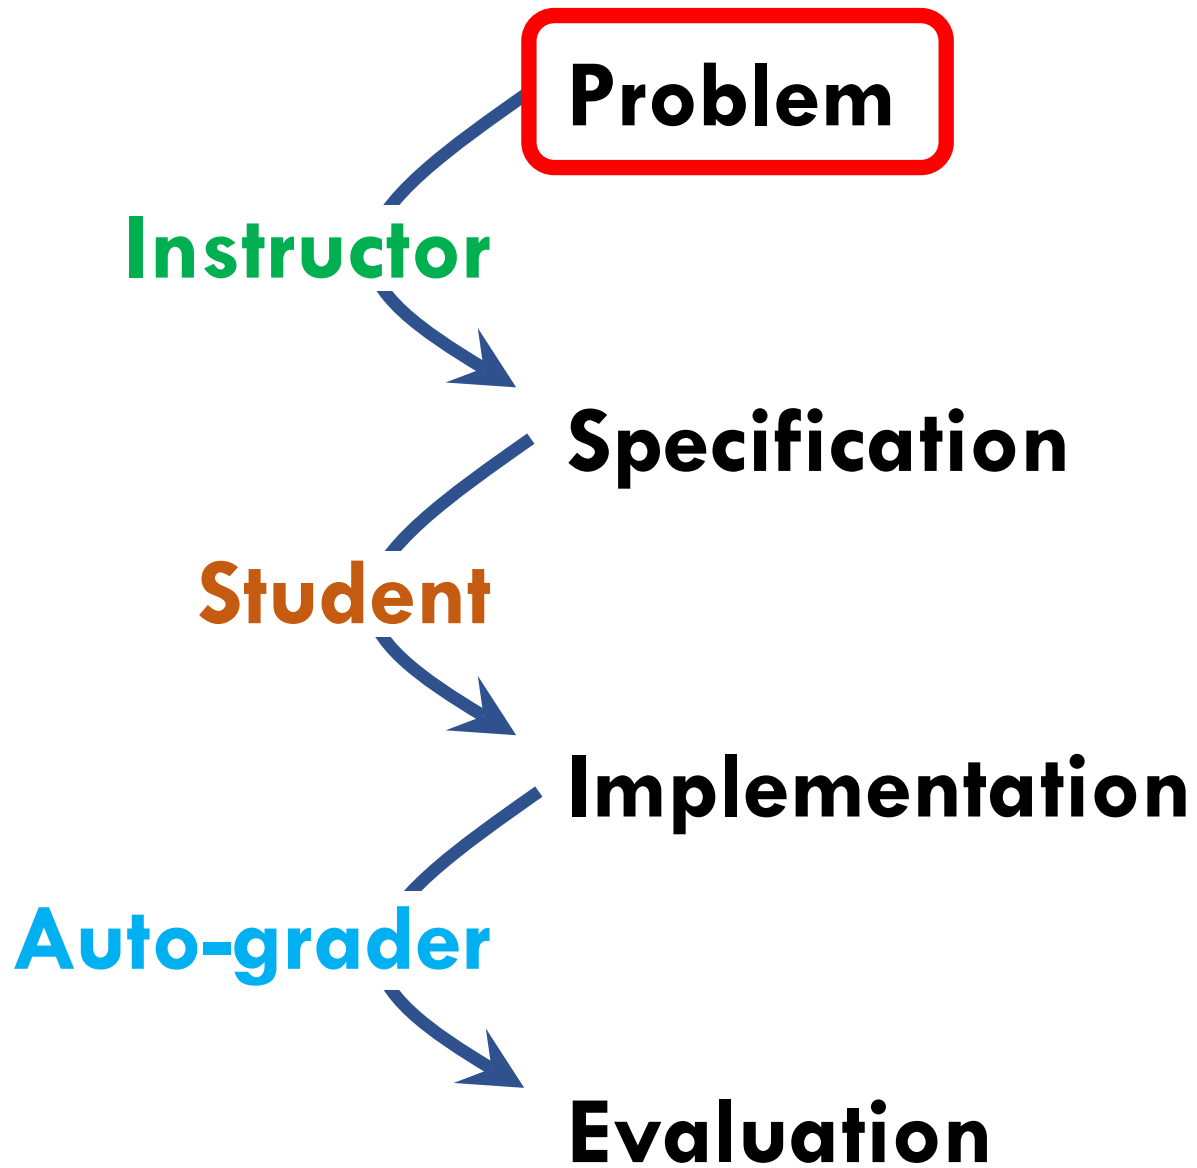 Problem
Instructor
Specification
Student
Implementation
Auto-grader
Evaluation